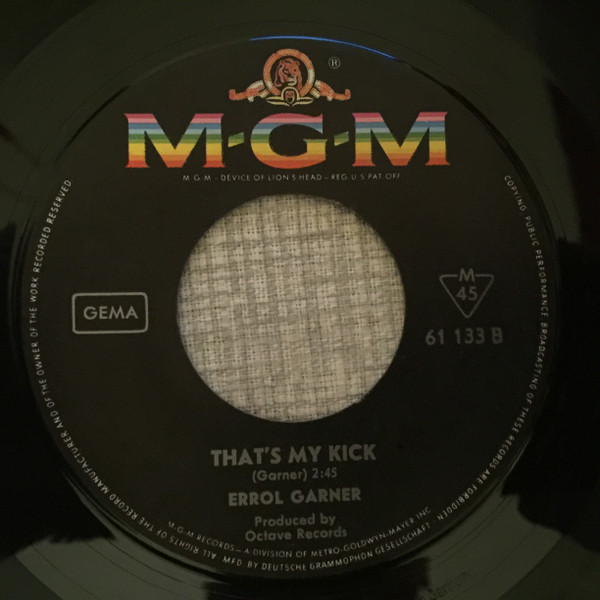 ®
M-G-M
M-G-M - DEVICE OF LION'S HEAD - REG. U S PAT. OFF
GEMA
M
45
61 133 B
THAT'S MY KICK
(Garner) 2:45
ERROL GARNER
Produced by
Octave Records
M-G-M RECORDS - A DIVISION OF METRO-GOLDWYN-MAYER INC
MFD. BY DEUTSCHE GRAMMOPHON GESELLSCHAFT ·
ALL RIGHTS OF THE RECORD MANUFACTURER AND OF THE OWNER OF THE WORK RECORDED RESERVED
COPYING PUBLIC PERFORMANCE BROADCASTING OF THESE RECORDS ARE FORBIDDEN